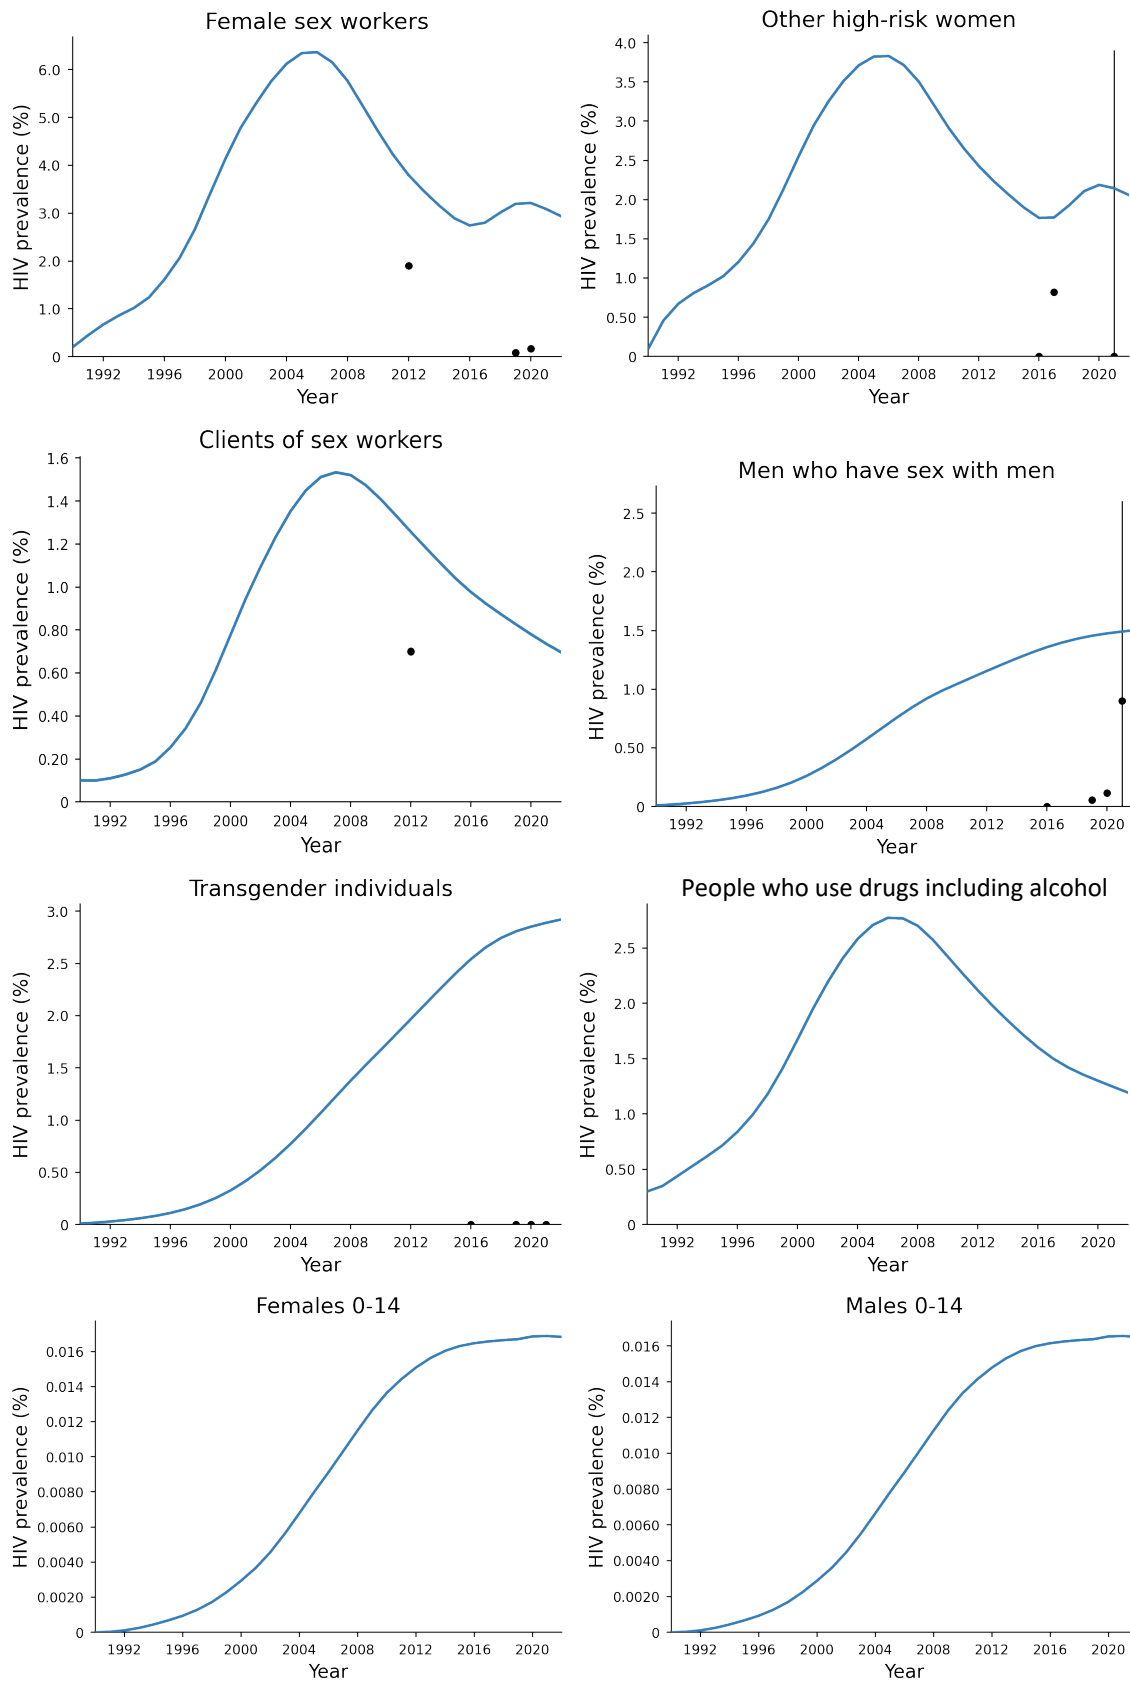 Female sex workers
HIV prevalence (%)
6.0
5.0
4.0
3.0
2.0
1.0
0
1992 1996 2000 2004 2008 2012 2016 2020
Year
Other high-risk women
HIV prevalence (%)
4.0
3.5
3.0
2.5
2.0
1.5
1.0
0.50
0
1992 1996 2000 2004 2008 2012 2016 2020
Year
Clients of sex workers
HIV prevalence (%)
1.6
1.4
1.2
1.0
0.80
0.60
0.40
0.20
0
1992 1996 2000 2004 2008 2012 2016 2020
Year
Men who have sex with men
HIV prevalence (%)
2.5
2.0
1.5
1.0
0.50
0
1992 1996 2000 2004 2008 2012 2016 2020
Year
Transgender individuals
HIV prevalence (%)
3.0
2.5
2.0
1.5
1.0
0.50
0
1992 1996 2000 2004 2008 2012 2016 2020
Year
People who use drugs including alcohol
HIV prevalence (%)
2.5
2.0
1.5
1.0
0.50
0
1992 1996 2000 2004 2008 2012 2016 2020
Year
Females 0-14
HIV prevalence (%)
0.016
0.014
0.012
0.010
0.0080
0.0060
0.0040
0.0020
0
1992 1996 2000 2004 2008 2012 2016 2020
Year
Males 0-14
HIV prevalence (%)
0.016
0.014
0.012
0.010
0.0080
0.0060
0.0040
0.0020
0
1992 1996 2000 2004 2008 2012 2016 2020
Year